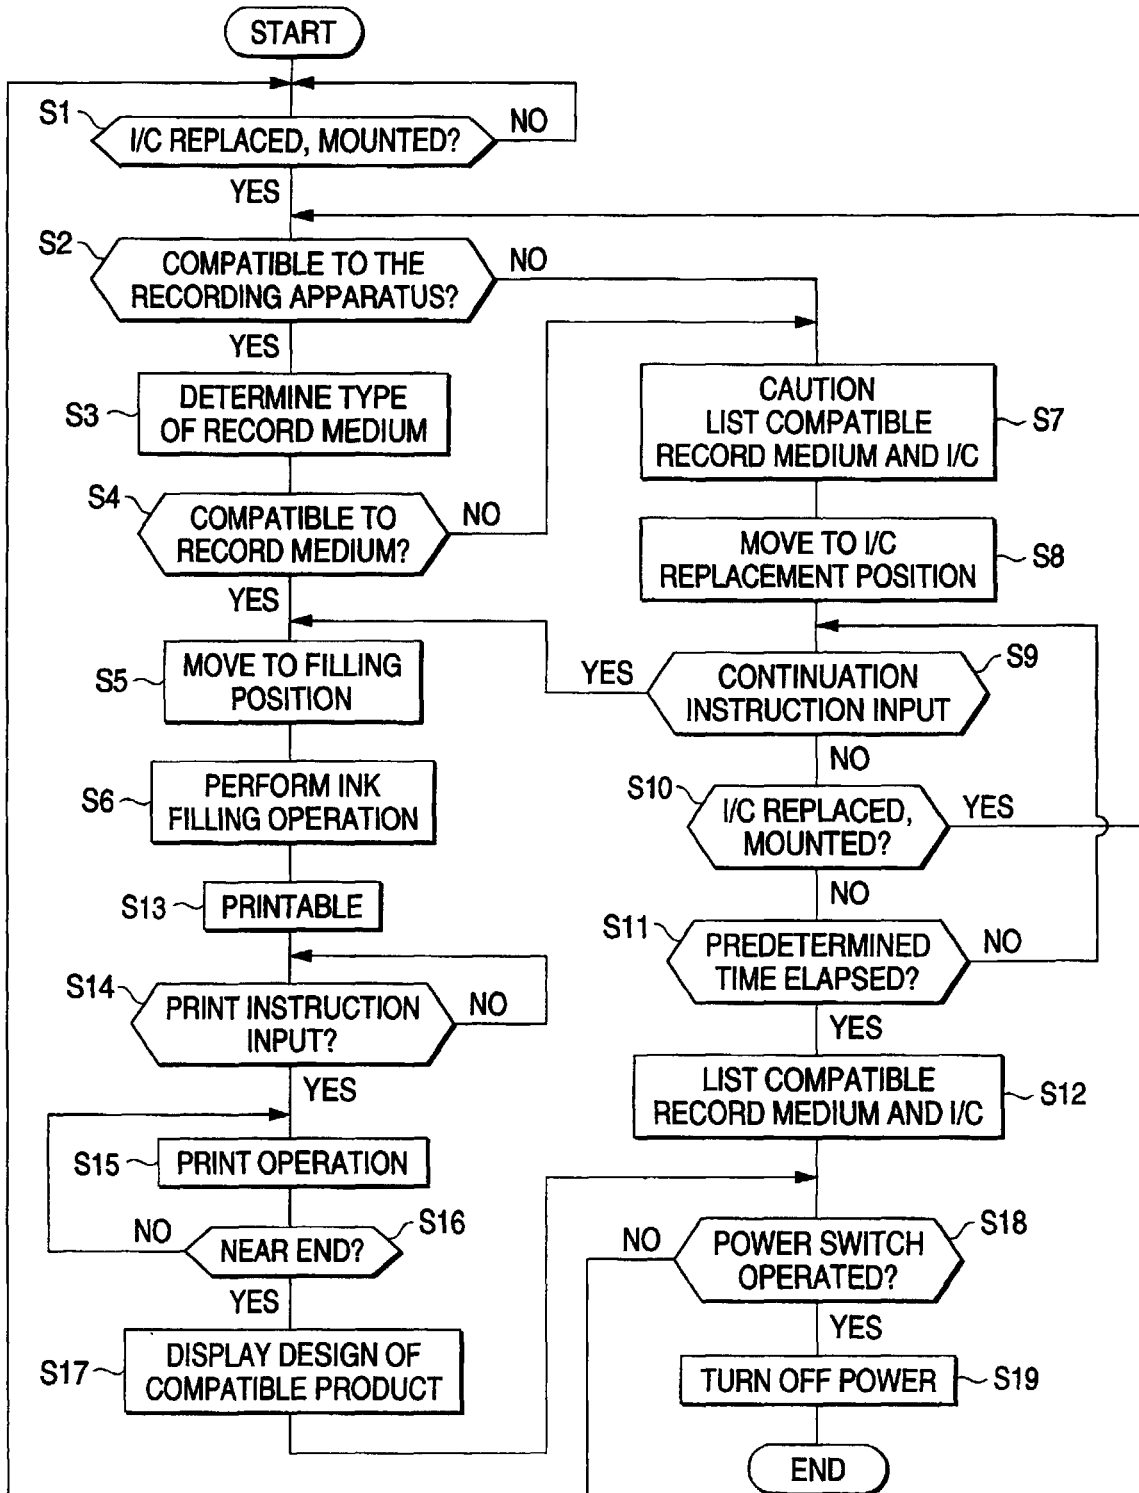 START
S1
I/C REPLACED, MOUNTED?
NO
YES
S2
COMPATIBLE TO THE
RECORDING APPARATUS?
NO
YES
S3
DETERMINE TYPE
OF RECORD MEDIUM
S4
COMPATIBLE TO
RECORD MEDIUM?
NO
YES
S5
MOVE TO FILLING
POSITION
S6
PERFORM INK
FILLING OPERATION
S13
PRINTABLE
S14
PRINT INSTRUCTION
INPUT?
NO
YES
S15
PRINT OPERATION
S16
NEAR END?
NO
YES
S17
DISPLAY DESIGN OF
COMPATIBLE PRODUCT
CAUTION
LIST COMPATIBLE
RECORD MEDIUM AND I/C
S7
MOVE TO I/C
REPLACEMENT POSITION
S8
YES
CONTINUATION
INSTRUCTION INPUT
S9
NO
S10
I/C REPLACED,
MOUNTED?
YES
NO
S11
PREDETERMINED
TIME ELAPSED?
NO
YES
LIST COMPATIBLE
RECORD MEDIUM AND I/C
S12
NO
POWER SWITCH
OPERATED?
S18
YES
TURN OFF POWER
S19
END